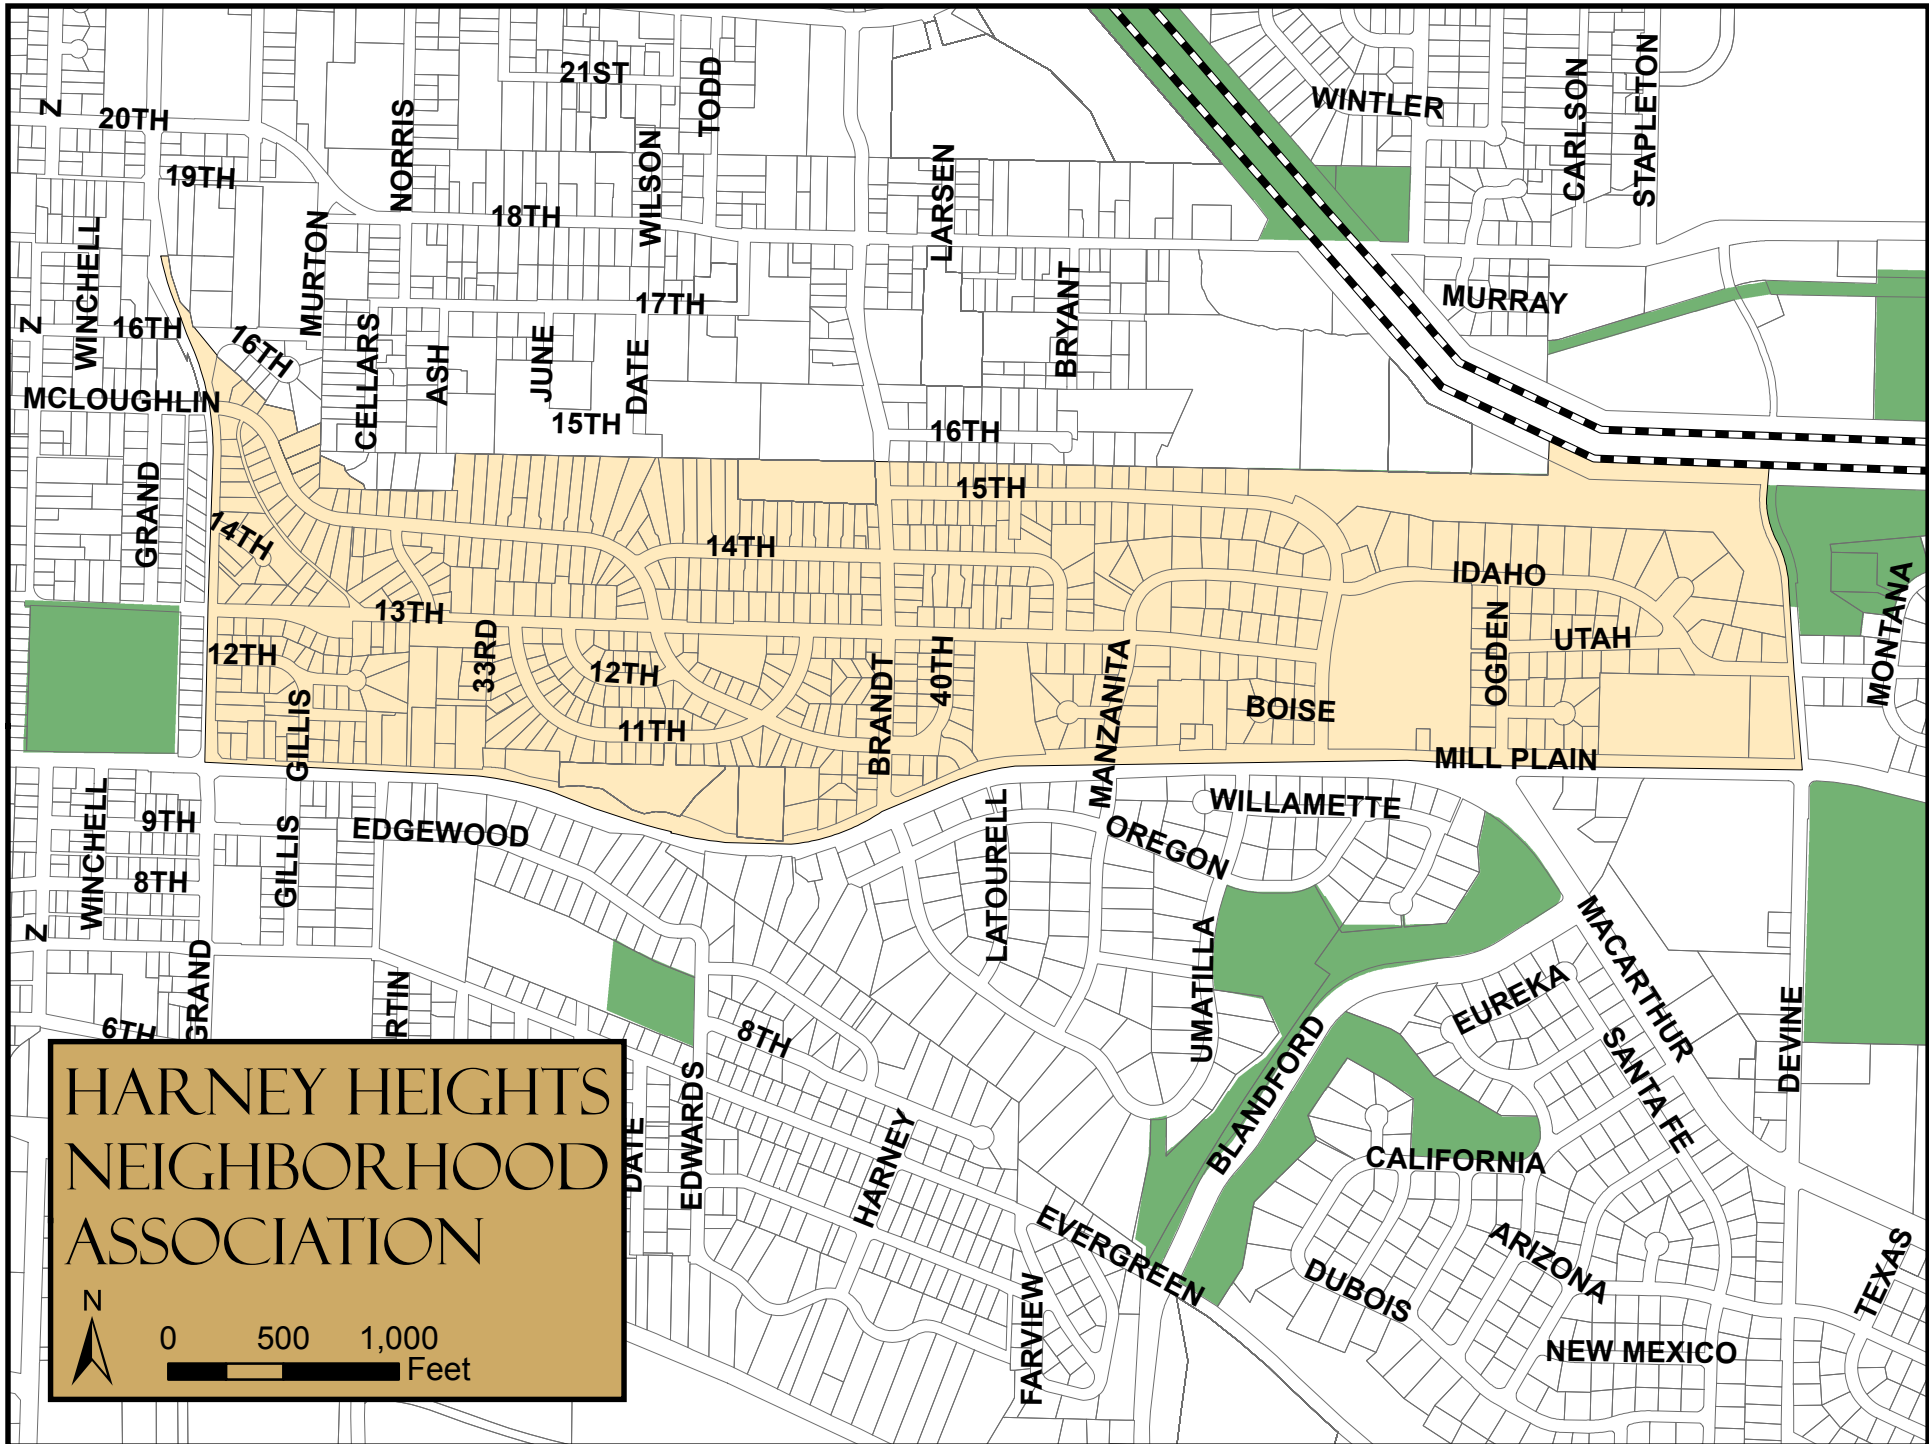 21ST
TODD
WINTLER
CARLSON
STAPLETON
Z
20TH
NORRIS
WILSON
19TH
18TH
LARSEN
WINCHELL
MURTON
17TH
BRYANT
MURRAY
Z
16TH
16TH
CELLARS
ASH
JUNE
DATE
MCLOUGHLIN
15TH
16TH
GRAND
15TH
14TH
14TH
IDAHO
MONTANA
13TH
OGDEN
UTAH
12TH
33RD
12TH
40TH
MANZANITA
GILLIS
11TH
BRANDT
BOISE
MILL PLAIN
WINCHELL
9TH
GILLIS
EDGEWOOD
LATOURELL
WILLAMETTE
OREGON
8TH
Z
GRAND
UMATILLA
MACARTHUR
EUREKA
6TH
RTIN
8TH
BLANDFORD
SANTA FE
DEVINE
DATE
EDWARDS
HARNEY
CALIFORNIA
EVERGREEN
ARIZONA
DUBOIS
TEXAS
FARVIEW
NEW MEXICO
HARNEY HEIGHTS
NEIGHBORHOOD
ASSOCIATION
N
0 500 1,000
Feet